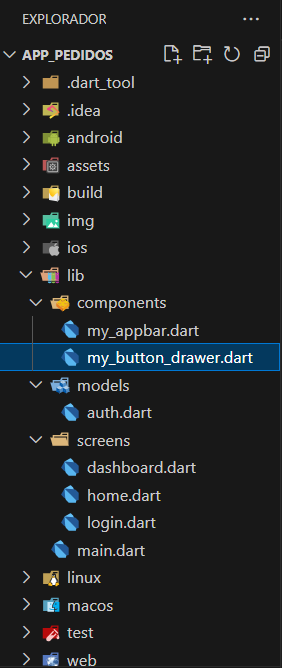 EXPLORADOR
APP_PEDIDOS
.dart_tool
.idea
android
assets
build
img
ios
lib
components
my_appbar.dart
my_button_drawer.dart
models
auth.dart
screens
dashboard.dart
home.dart
login.dart
main.dart
linux
macos
test
web